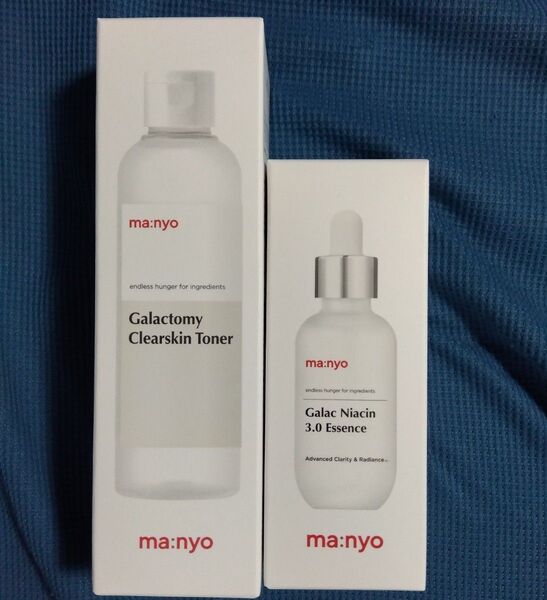 ma:nyo
endless hunger for ingredients
Galactomy
Clearskin Toner
ma:nyo
ma:nyo
endless hunger for ingredients
Galac Niacin
3.0 Essence
Advanced Clarity & Radiance
ma:nyo